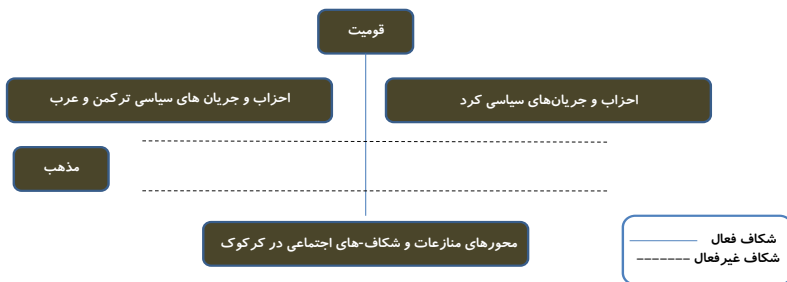 قومیت
احزاب و جریان‌های سیاسی کرد
احزاب و جریان های سیاسی ترکمن و عرب
مذهب
محورهای منازعات و شکاف-های اجتماعی در کرکوک
شکاف فعال
شکاف غیرفعال